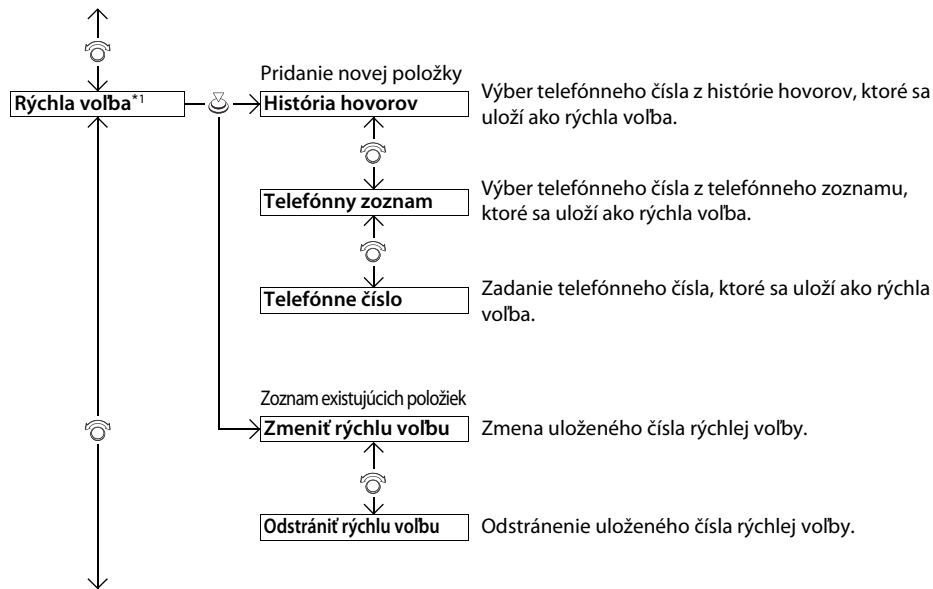 Pridanie novej položky
Rýchla voľba*1
História hovorov
Výber telefónneho čísla z histórie hovorov, ktoré sa
uloží ako rýchla voľba.
Telefónny zoznam
Výber telefónneho čísla z telefónneho zoznamu,
ktoré sa uloží ako rýchla voľba.
Telefónne číslo
Zadanie telefónneho čísla, ktoré sa uloží ako rýchla
voľba.
Zoznam existujúcich položiek
Zmeniť rýchlu voľbu
Zmena uloženého čísla rýchlej voľby.
Odstrániť rýchlu voľbu
Odstránenie uloženého čísla rýchlej voľby.